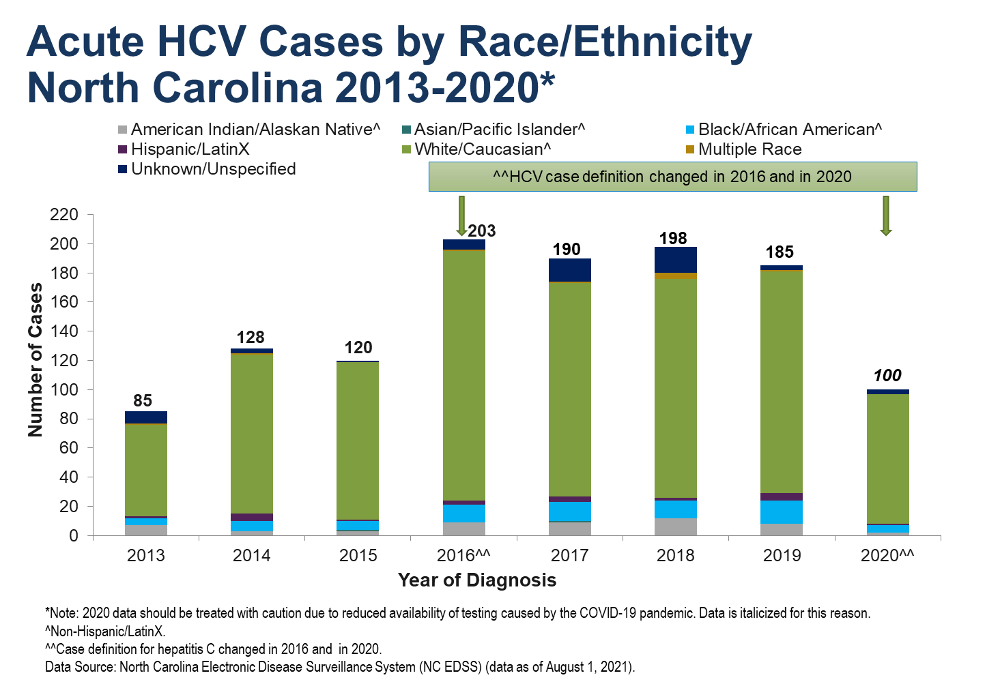 Acute HCV Cases by Race/Ethnicity
North Carolina 2013-2020*
American Indian/Alaskan Native^ Asian/Pacific Islander^ Black/African American^
Hispanic/LatinX White/Caucasian^ Multiple Race
Unknown/Unspecified
^^HCV case definition changed in 2016 and in 2020
Number of Cases
220
200
180
160
140
120
100
80
60
40
20
0
85
128
120
203
190
198
185
100
2013 2014 2015 2016^^ 2017 2018 2019 2020^^
Year of Diagnosis
*Note: 2020 data should be treated with caution due to reduced availability of testing caused by the COVID-19 pandemic. Data is italicized for this reason.
^Non-Hispanic/LatinX.
^^Case definition for hepatitis C changed in 2016 and  in 2020.
Data Source: North Carolina Electronic Disease Surveillance System (NC EDSS) (data as of August 1, 2021).